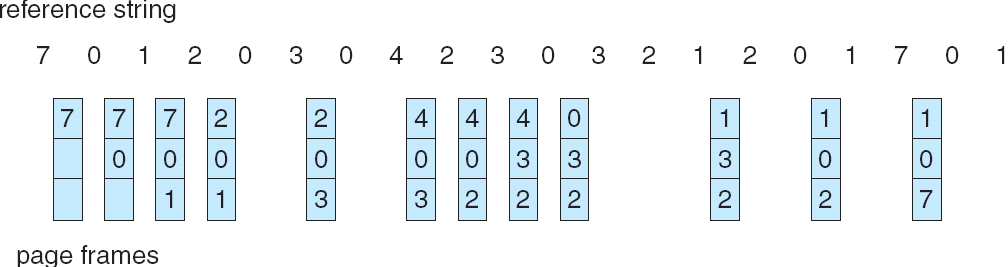 reference string
7 0 1 2 0 3 0 4 2 3 0 3 2 1 2 0 1 7 0 1
7 7 7 2 2 4 4 4 0 1 1 1
0 0 0 0 0 0 3 3 3 0 0
1 1 3 3 2 2 2 2 2 7
page frames